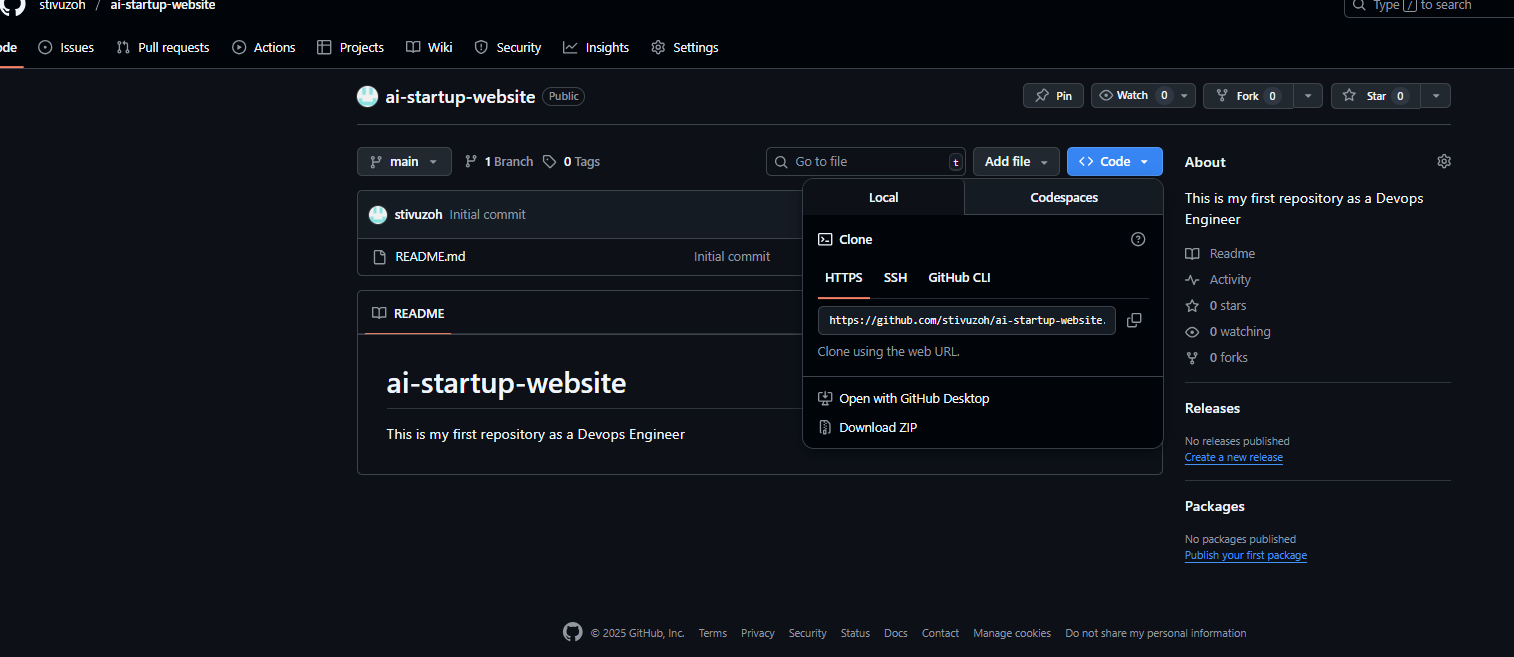 stivuzoh / ai-startup-website
Type / to search
ode Issues Pull requests Actions Projects Wiki Security Insights Settings
ai-startup-website Public
Pin Watch 0 Fork 0 Star 0
main 1 Branch 0 Tags Go to file t Add file <> Code
stivuzoh Initial commit
README.md Initial commit
README
ai-startup-website
This is my first repository as a Devops Engineer
Local Codespaces
Clone
HTTPS SSH GitHub CLI
https://github.com/stivuzoh/ai-startup-website.
Clone using the web URL.
Open with GitHub Desktop
Download ZIP
About
This is my first repository as a Devops
Engineer
Readme
Activity
0 stars
0 watching
0 forks
Releases
No releases published
Create a new release
Packages
No packages published
Publish your first package
© 2025 GitHub, Inc. Terms Privacy Security Status Docs Contact Manage cookies Do not share my personal information